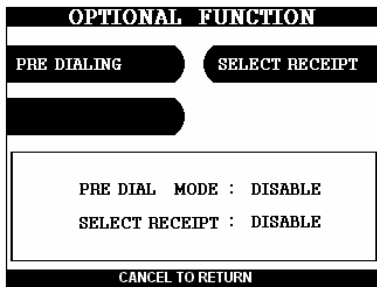 OPTIONAL FUNCTION
PRE DIALING
SELECT RECEIPT
PRE DIAL MODE : DISABLE
SELECT RECEIPT : DISABLE
CANCEL TO RETURN